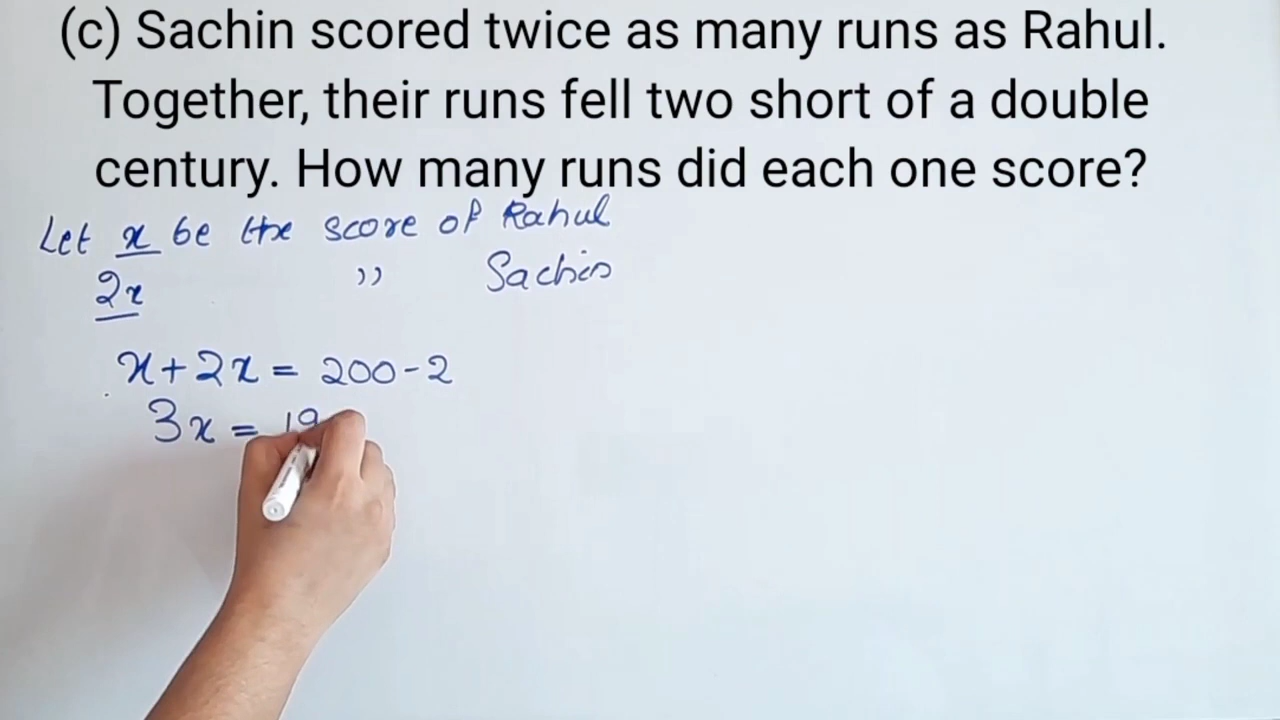 (c) Sachin scored twice as many runs as Rahul.
Together, their runs fell two short of a double
century. How many runs did each one score?
Let x be the score of Rahul
2x ,, Sachin
x+2x = 200-2
3x = 19